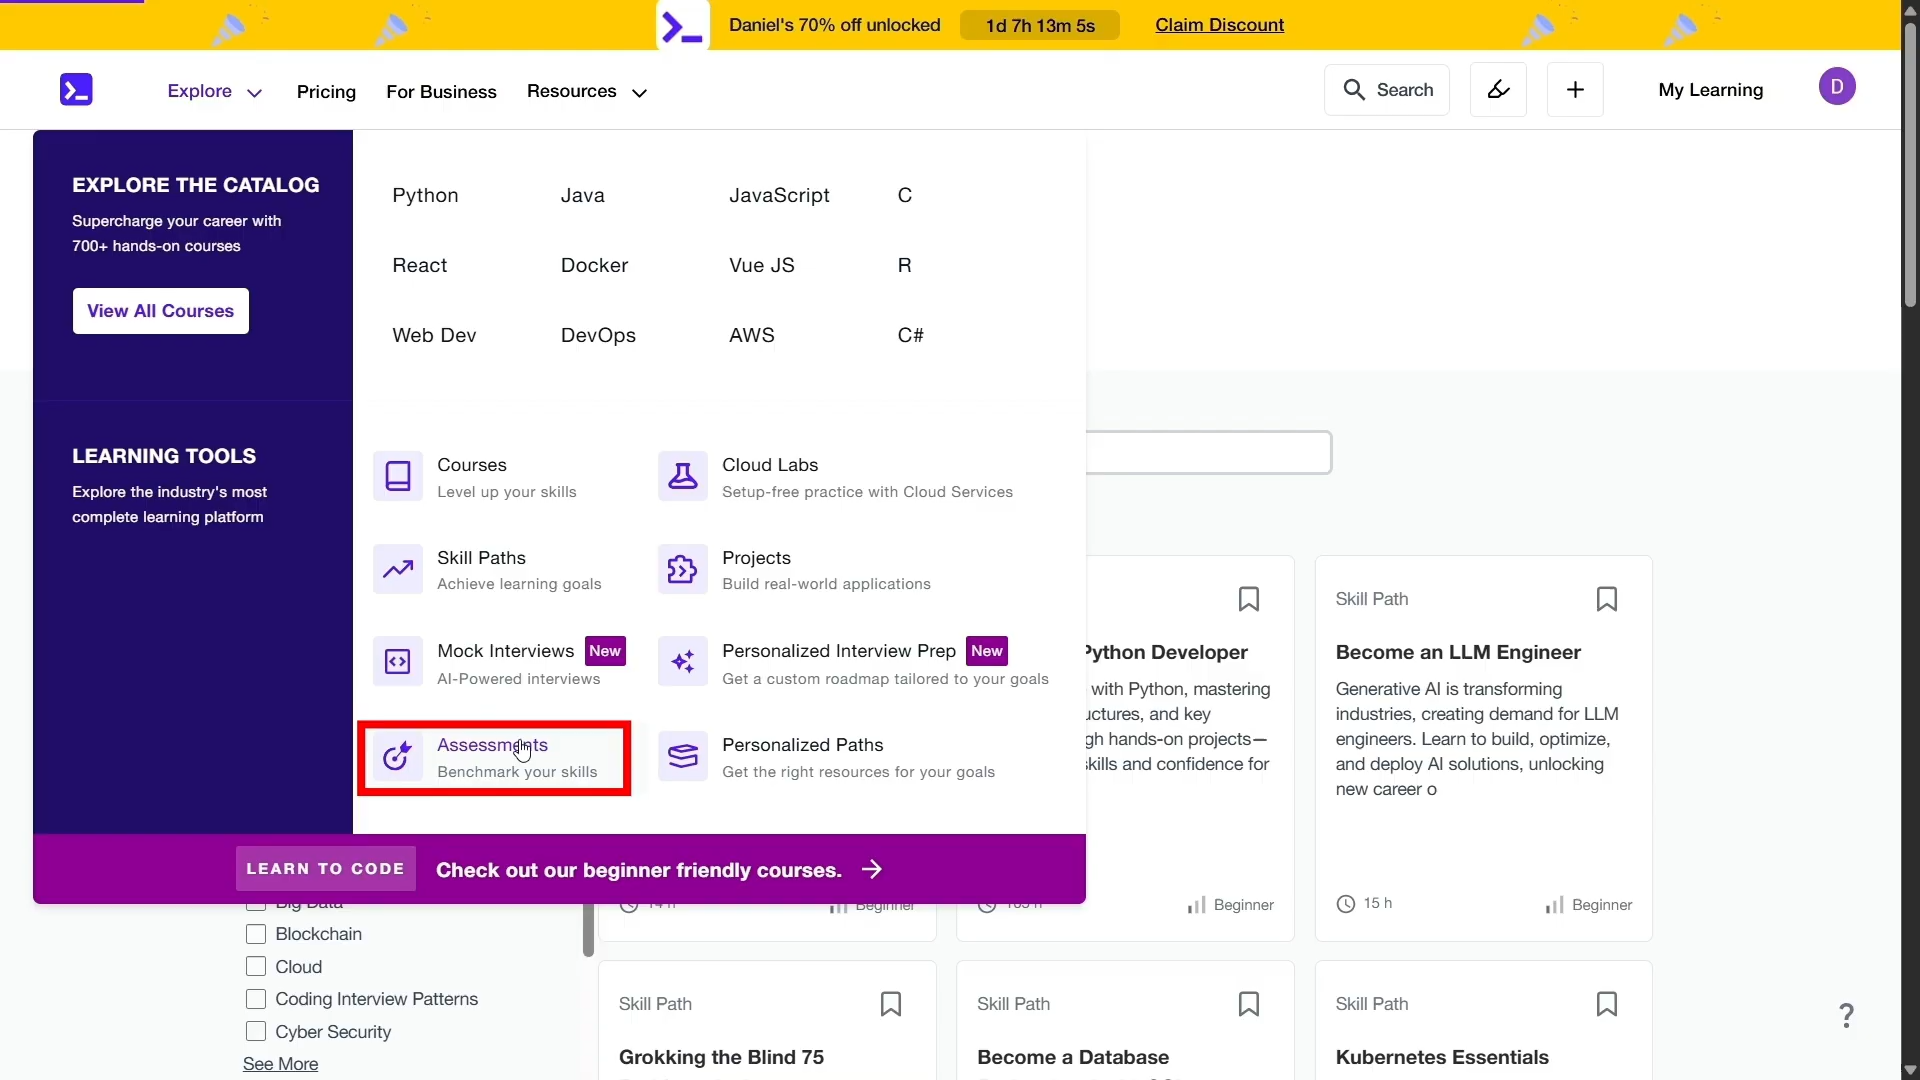 Daniel's 70% off unlocked
1d 7h 13m 5s
Claim Discount
Explore
Pricing
For Business
Resources
Search
+
My Learning
D
EXPLORE THE CATALOG
Supercharge your career with
700+ hands-on courses
View All Courses
Python
Java
JavaScript
C
React
Docker
Vue JS
R
Web Dev
DevOps
AWS
C#
LEARNING TOOLS
Explore the industry's most
complete learning platform
Courses
Level up your skills
Cloud Labs
Setup-free practice with Cloud Services
Skill Paths
Achieve learning goals
Projects
Build real-world applications
Mock Interviews New
AI-Powered interviews
Personalized Interview Prep New
Get a custom roadmap tailored to your goals
Assessments
Benchmark your skills
Personalized Paths
Get the right resources for your goals
LEARN TO CODE
Check out our beginner friendly courses.
Python Developer
with Python, mastering
uctures, and key
gh hands-on projects—
skills and confidence for
Beginner
Skill Path
Become an LLM Engineer
Generative AI is transforming
industries, creating demand for LLM
engineers. Learn to build, optimize,
and deploy AI solutions, unlocking
new career o
15 h
Beginner
Big Data
Blockchain
Cloud
Coding Interview Patterns
Cyber Security
See More
Beginner
Skill Path
Grokking the Blind 75
Skill Path
Become a Database
Skill Path
Kubernetes Essentials
?